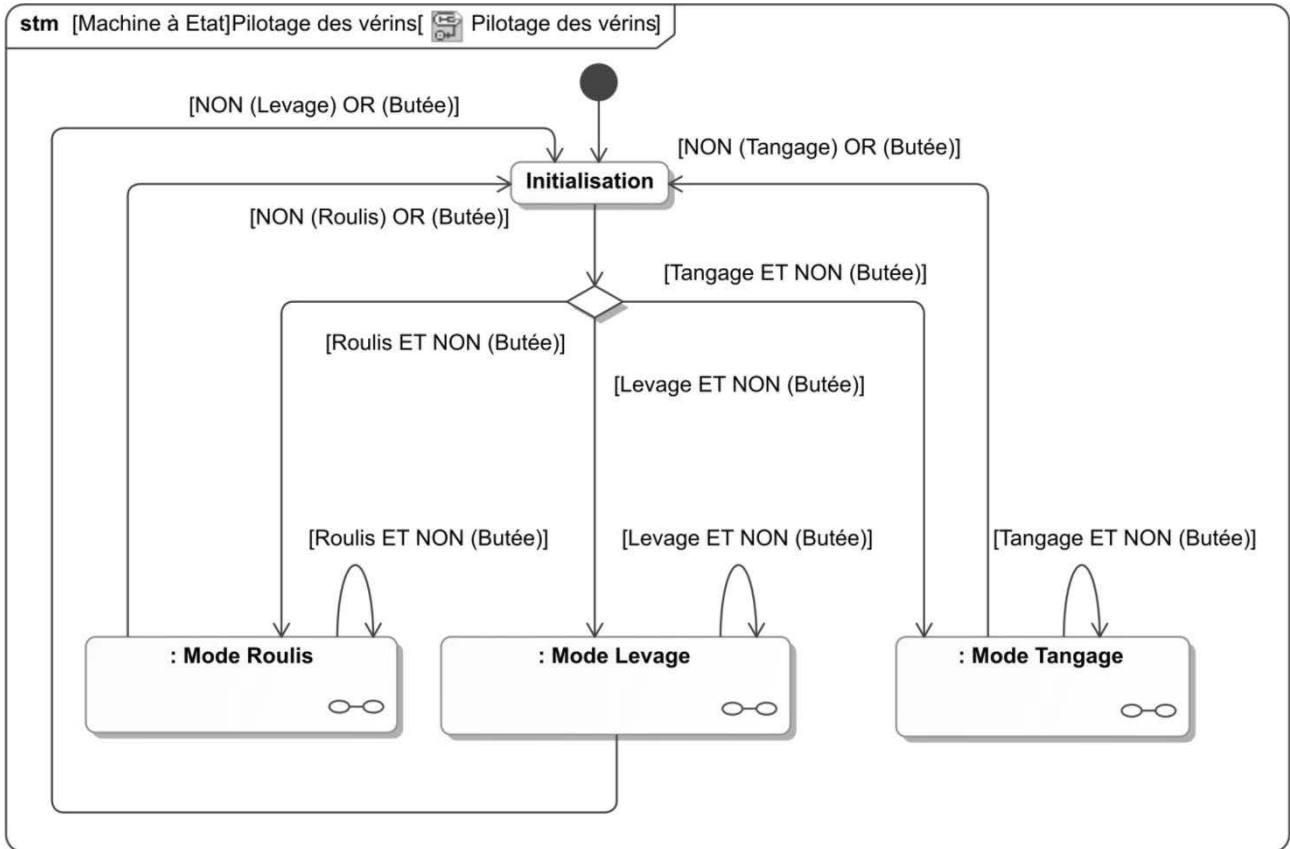 stm [Machine à Etat]Pilotage des vérins[ Pilotage des vérins]
[NON (Levage) OR (Butée)]
[NON (Tangage) OR (Butée)]
Initialisation
[NON (Roulis) OR (Butée)]
[Tangage ET NON (Butée)]
[Roulis ET NON (Butée)]
[Levage ET NON (Butée)]
[Roulis ET NON (Butée)]
[Levage ET NON (Butée)]
[Tangage ET NON (Butée)]
: Mode Roulis
: Mode Levage
: Mode Tangage